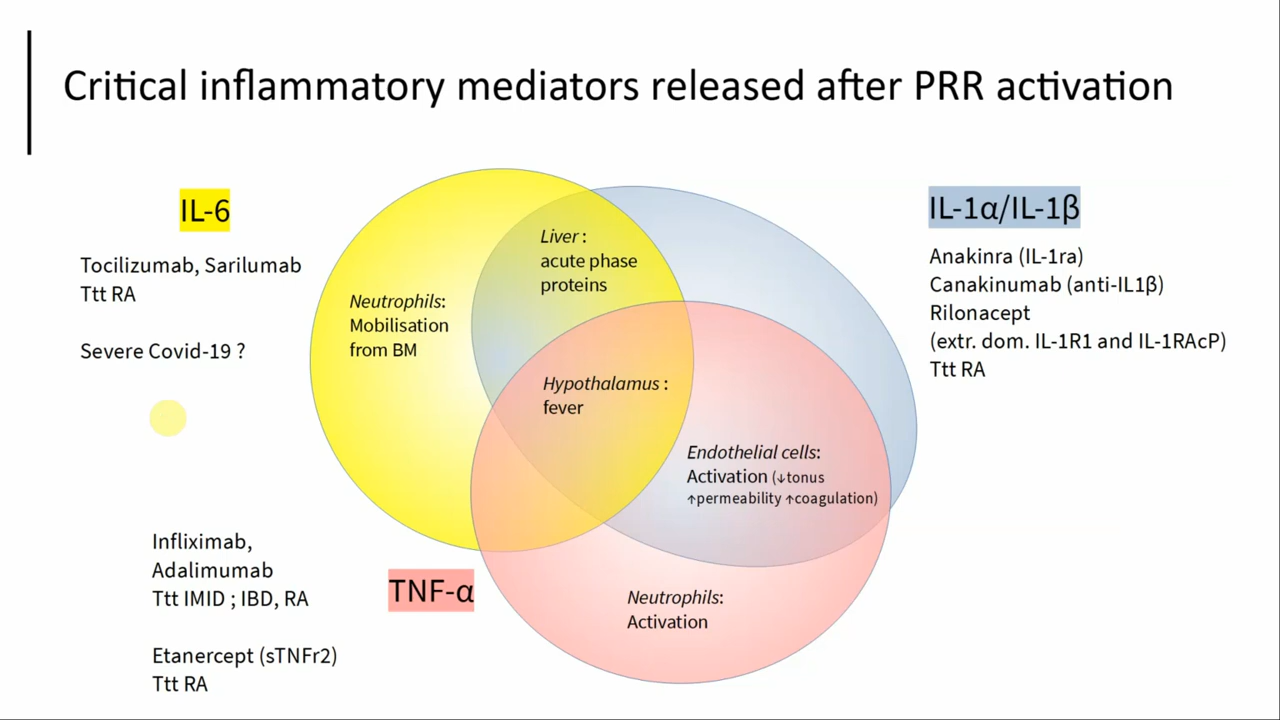 Critical inflammatory mediators released after PRR activation
IL-6
Tocilizumab, Sarilumab
Ttt RA
Severe Covid-19 ?
Neutrophils:
Mobilisation
from BM
Liver :
acute phase
proteins
Hypothalamus :
fever
Endothelial cells:
Activation (↓tonus
↑permeability ↑coagulation)
Neutrophils:
Activation
IL-1α/IL-1β
Anakinra (IL-1ra)
Canakinumab (anti-IL1β)
Rilonacept
(extr. dom. IL-1R1 and IL-1RAcP)
Ttt RA
TNF-α
Infliximab,
Adalimumab
Ttt IMID ; IBD, RA
Etanercept (sTNFr2)
Ttt RA